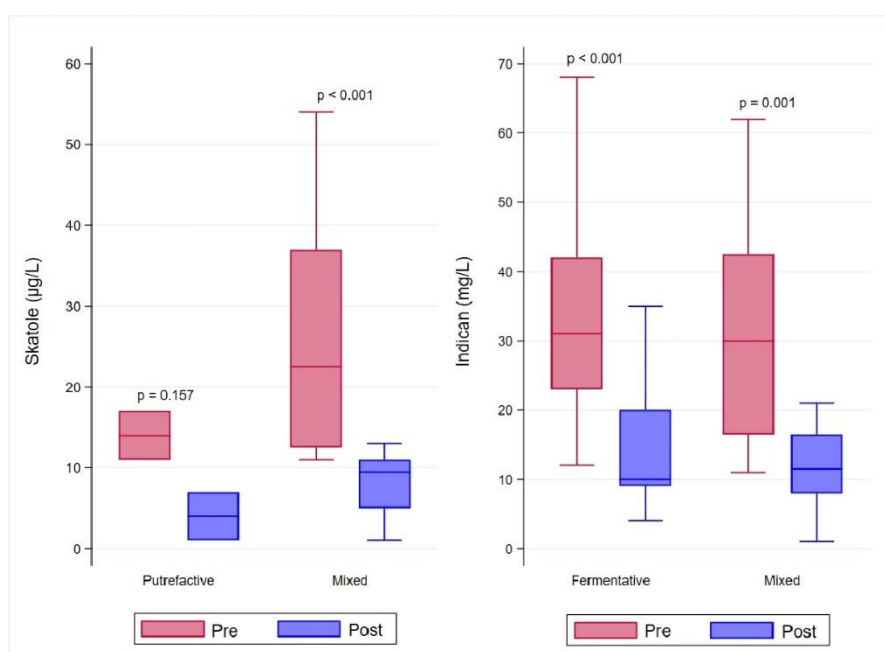 Skatole (µg/L)
60
50
40
30
20
10
0
p = 0.157
p < 0.001
Putrefactive
Mixed
Pre
Post
Indican (mg/L)
70
60
50
40
30
20
10
0
p < 0.001
p = 0.001
Fermentative
Mixed
Pre
Post